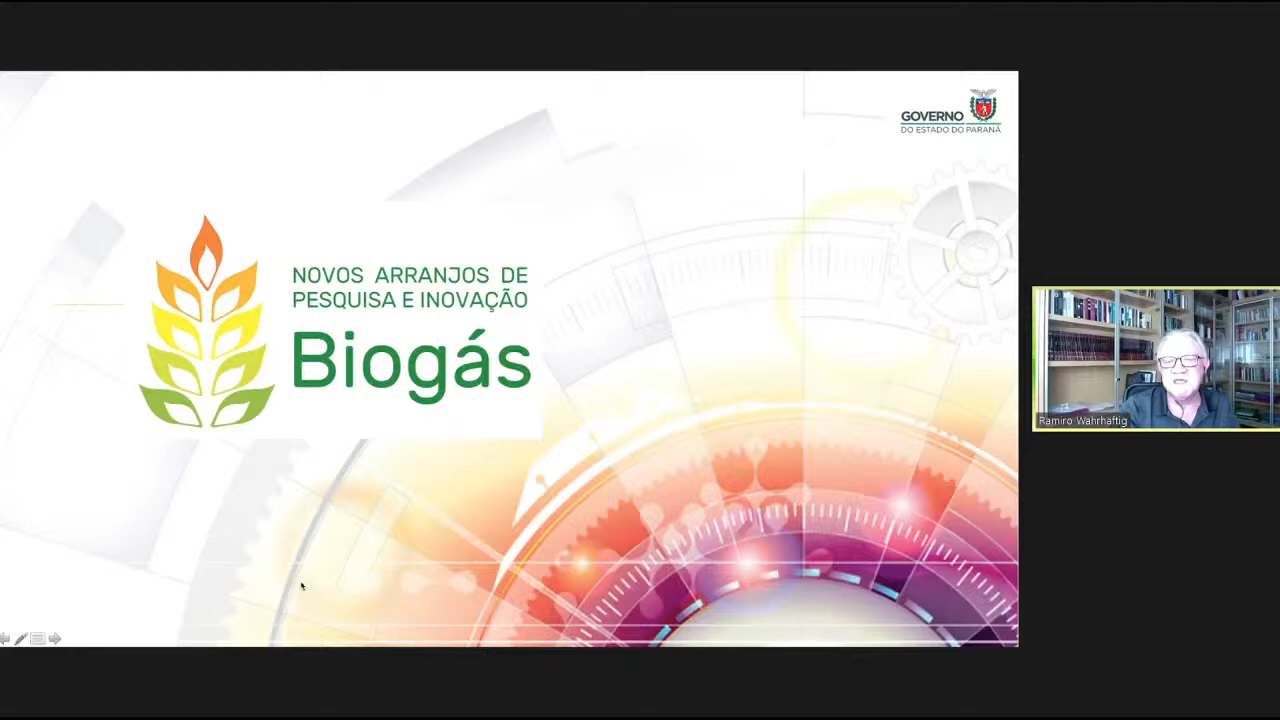 GOVERNO
DO ESTADO DO PARANÁ
NOVOS ARRANJOS DE
PESQUISA E INOVAÇÃO
Biogás
Ramiro Wahrhaftig